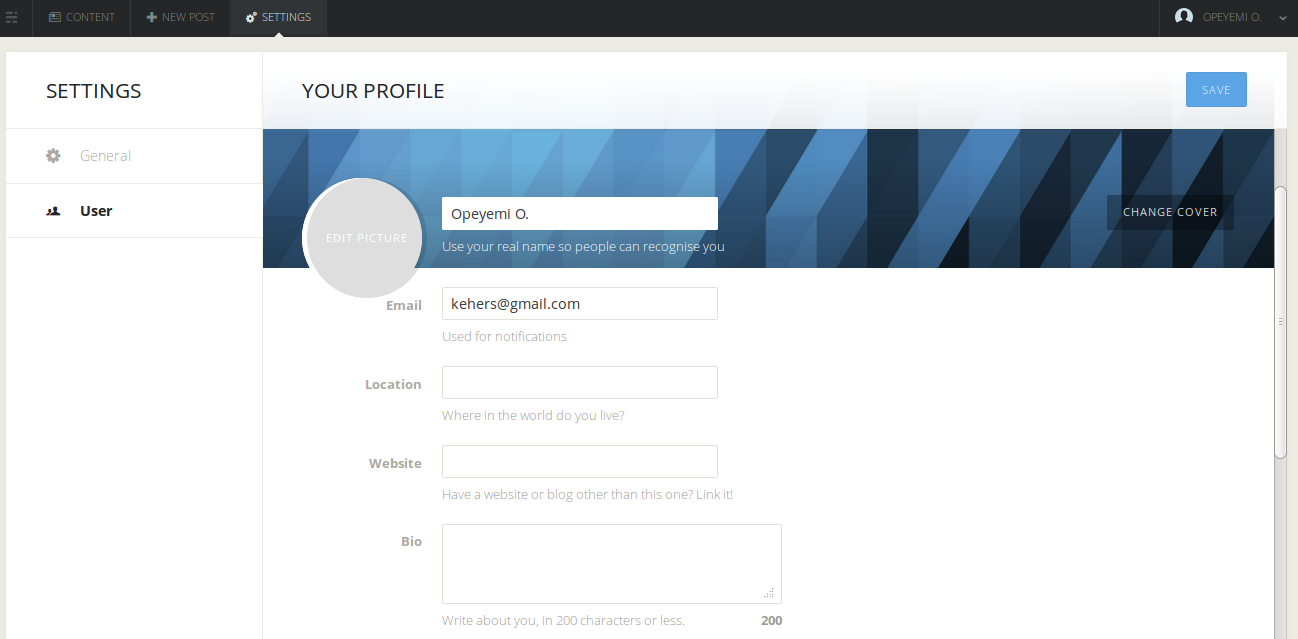 CONTENT
NEW POST
SETTINGS
OPEYEMI O.
SETTINGS
General
User
YOUR PROFILE
SAVE
EDIT PICTURE
Opeyemi O.
Use your real name so people can recognise you
CHANGE COVER
Email
kehers@gmail.com
Used for notifications
Location
Where in the world do you live?
Website
Have a website or blog other than this one? Link it!
Bio
Write about you, in 200 characters or less.
200